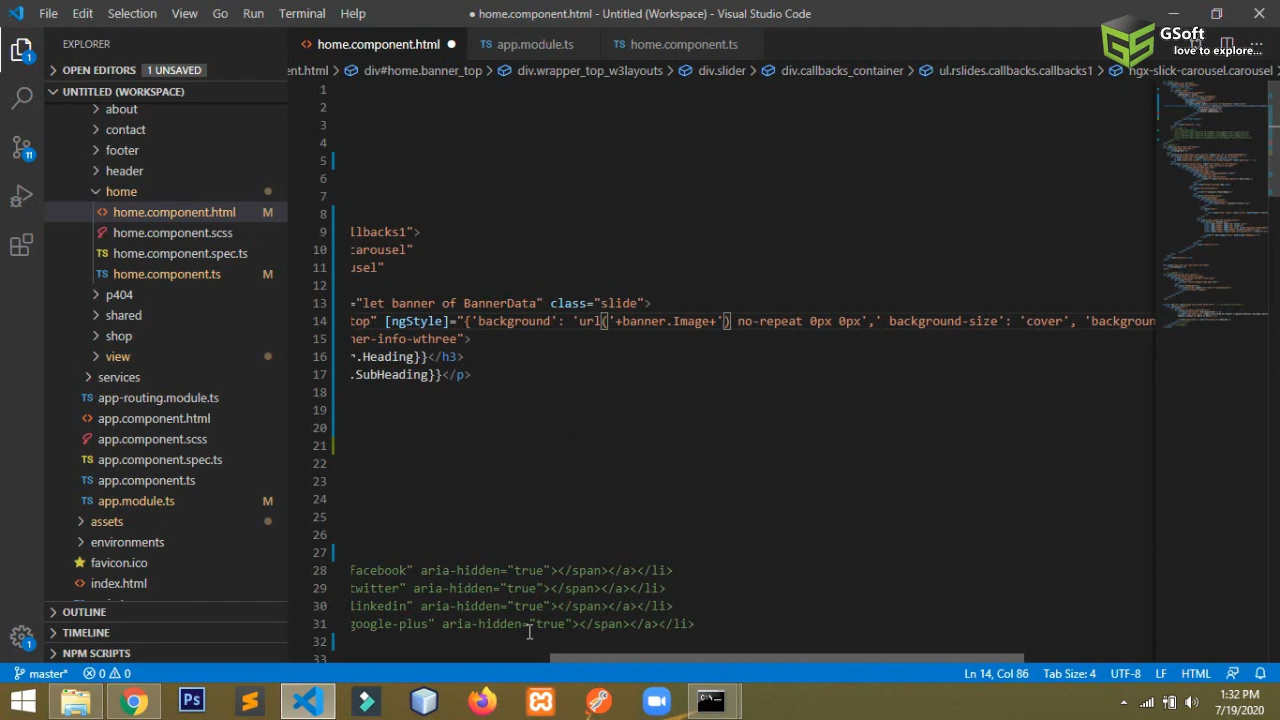 File Edit Selection View Go Run Terminal Help
● home.component.html - Untitled (Workspace) - Visual Studio Code
GSoft
love to explore...
EXPLORER
home.component.html ●
app.module.ts
home.component.ts
OPEN EDITORS 1 UNSAVED
ent.html > div#home.banner_top > div.wrapper_top_w3layouts > div.slider > div.callbacks_container > ul.rslides.callbacks.callbacks1 > ngx-slick-carousel.carousel
UNTITLED (WORKSPACE)
about
contact
footer
header
home
home.component.html M
home.component.scss
home.component.spec.ts
home.component.ts M
p404
shared
shop
view
services
app-routing.module.ts
app.component.html
app.component.scss
app.component.spec.ts
app.component.ts
app.module.ts M
assets
environments
favicon.ico
index.html
OUTLINE
TIMELINE
NPM SCRIPTS
1
2
3
4
5
6
7
8
9 llbacks1">
10 carousel"
11 usel"
12
13 ="let banner of BannerData" class="slide">
14 top" [ngStyle]="{'background': 'url('+banner.Image+') no-repeat 0px 0px',' background-size': 'cover', 'backgroun
15 ner-info-wthree">
16 .Heading}}</h3>
17 .SubHeading}}</p>
18
19
20
21
22
23
24
25
26
27
28 facebook" aria-hidden="true"></span></a></li>
29 twitter" aria-hidden="true"></span></a></li>
30 linkedin" aria-hidden="true"></span></a></li>
31 google-plus" aria-hidden="true"></span></a></li>
32
33
master* 0 0
Ln 14, Col 86 Tab Size: 4 UTF-8 LF HTML
1:32 PM
7/19/2020